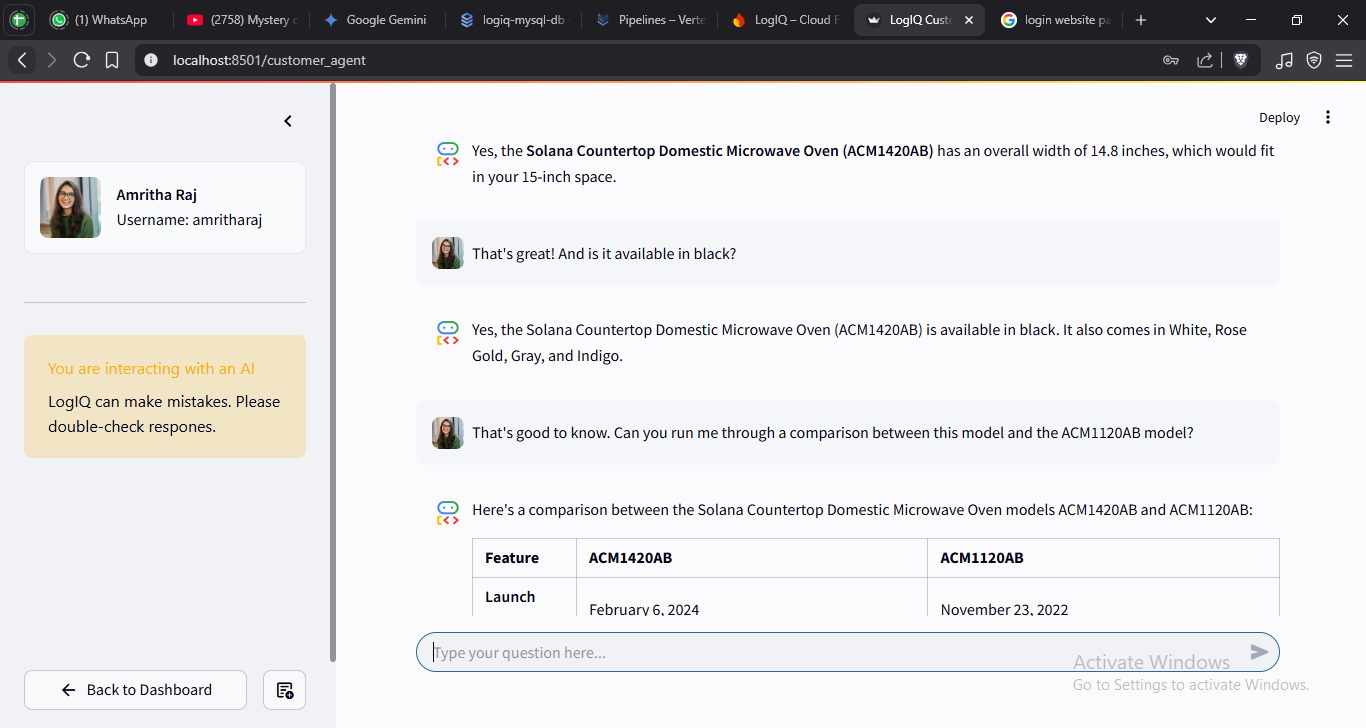 (1) WhatsApp
(2758) Mystery
Google Gemini
logiq-mysql-db
Pipelines – Verte
LogIQ – Cloud F
LogIQ Cust
login website pa
localhost:8501/customer_agent
Deploy
Amritha Raj
Username: amritharaj
You are interacting with an AI
LogIQ can make mistakes. Please
double-check respones.
Back to Dashboard
Yes, the Solana Countertop Domestic Microwave Oven (ACM1420AB) has an overall width of 14.8 inches, which would fit
in your 15-inch space.
That's great! And is it available in black?
Yes, the Solana Countertop Domestic Microwave Oven (ACM1420AB) is available in black. It also comes in White, Rose
Gold, Gray, and Indigo.
That's good to know. Can you run me through a comparison between this model and the ACM1120AB model?
Here's a comparison between the Solana Countertop Domestic Microwave Oven models ACM1420AB and ACM1120AB:
Feature ACM1420AB ACM1120AB
Launch
February 6, 2024 November 23, 2022
Type your question here...
Activate Windows
Go to Settings to activate Windows.